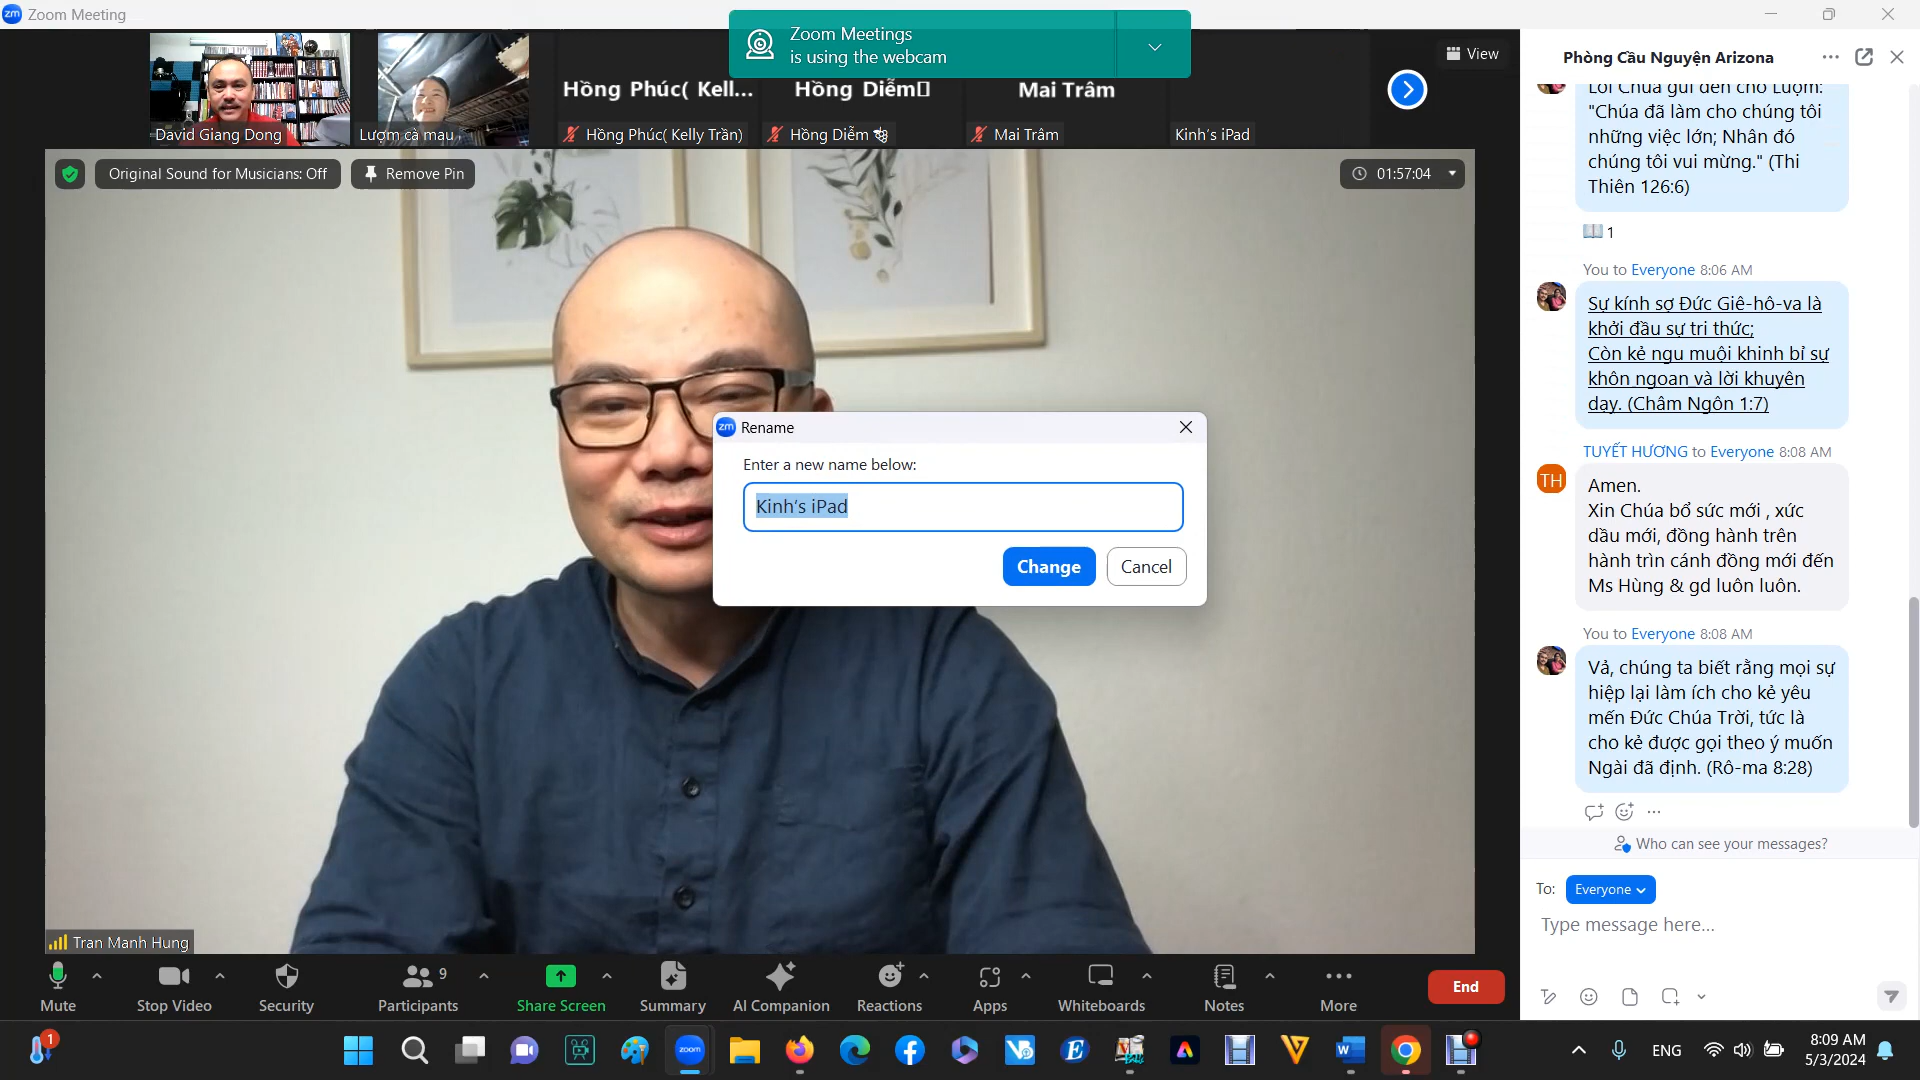 Zoom Meeting
Zoom Meetings
is using the webcam
View
David Giang Dong
Lượm cà mau
Hồng Phúc( Kell...
Hồng Phúc( Kelly Trần)
Hồng Diễm
Hồng Diễm
Mai Trâm
Mai Trâm
Kinh's iPad
Original Sound for Musicians: Off
Remove Pin
01:57:04
Rename
Enter a new name below:
Kinh's iPad
Change
Cancel
Tran Manh Hung
Mute
Stop Video
Security
9
Participants
Share Screen
Summary
AI Companion
Reactions
Apps
Whiteboards
Notes
More
End
Phòng Cầu Nguyện Arizona
Lời Chúa gửi đến cho Lượm:
"Chúa đã làm cho chúng tôi
những việc lớn; Nhân đó
chúng tôi vui mừng." (Thi
Thiên 126:6)
1
You to Everyone 8:06 AM
Sự kính sợ Đức Giê-hô-va là
khởi đầu sự tri thức;
Còn kẻ ngu muội khinh bỉ sự
khôn ngoan và lời khuyên
dạy. (Châm Ngôn 1:7)
TUYẾT HƯƠNG to Everyone 8:08 AM
TH
Amen.
Xin Chúa bổ sức mới , xức
dầu mới, đồng hành trên
hành trìn cánh đồng mới đến
Ms Hùng & gd luôn luôn.
You to Everyone 8:08 AM
Vả, chúng ta biết rằng mọi sự
hiệp lại làm ích cho kẻ yêu
mến Đức Chúa Trời, tức là
cho kẻ được gọi theo ý muốn
Ngài đã định. (Rô-ma 8:28)
Who can see your messages?
To: Everyone
Type message here...
1
zoom
ENG
8:09 AM
5/3/2024